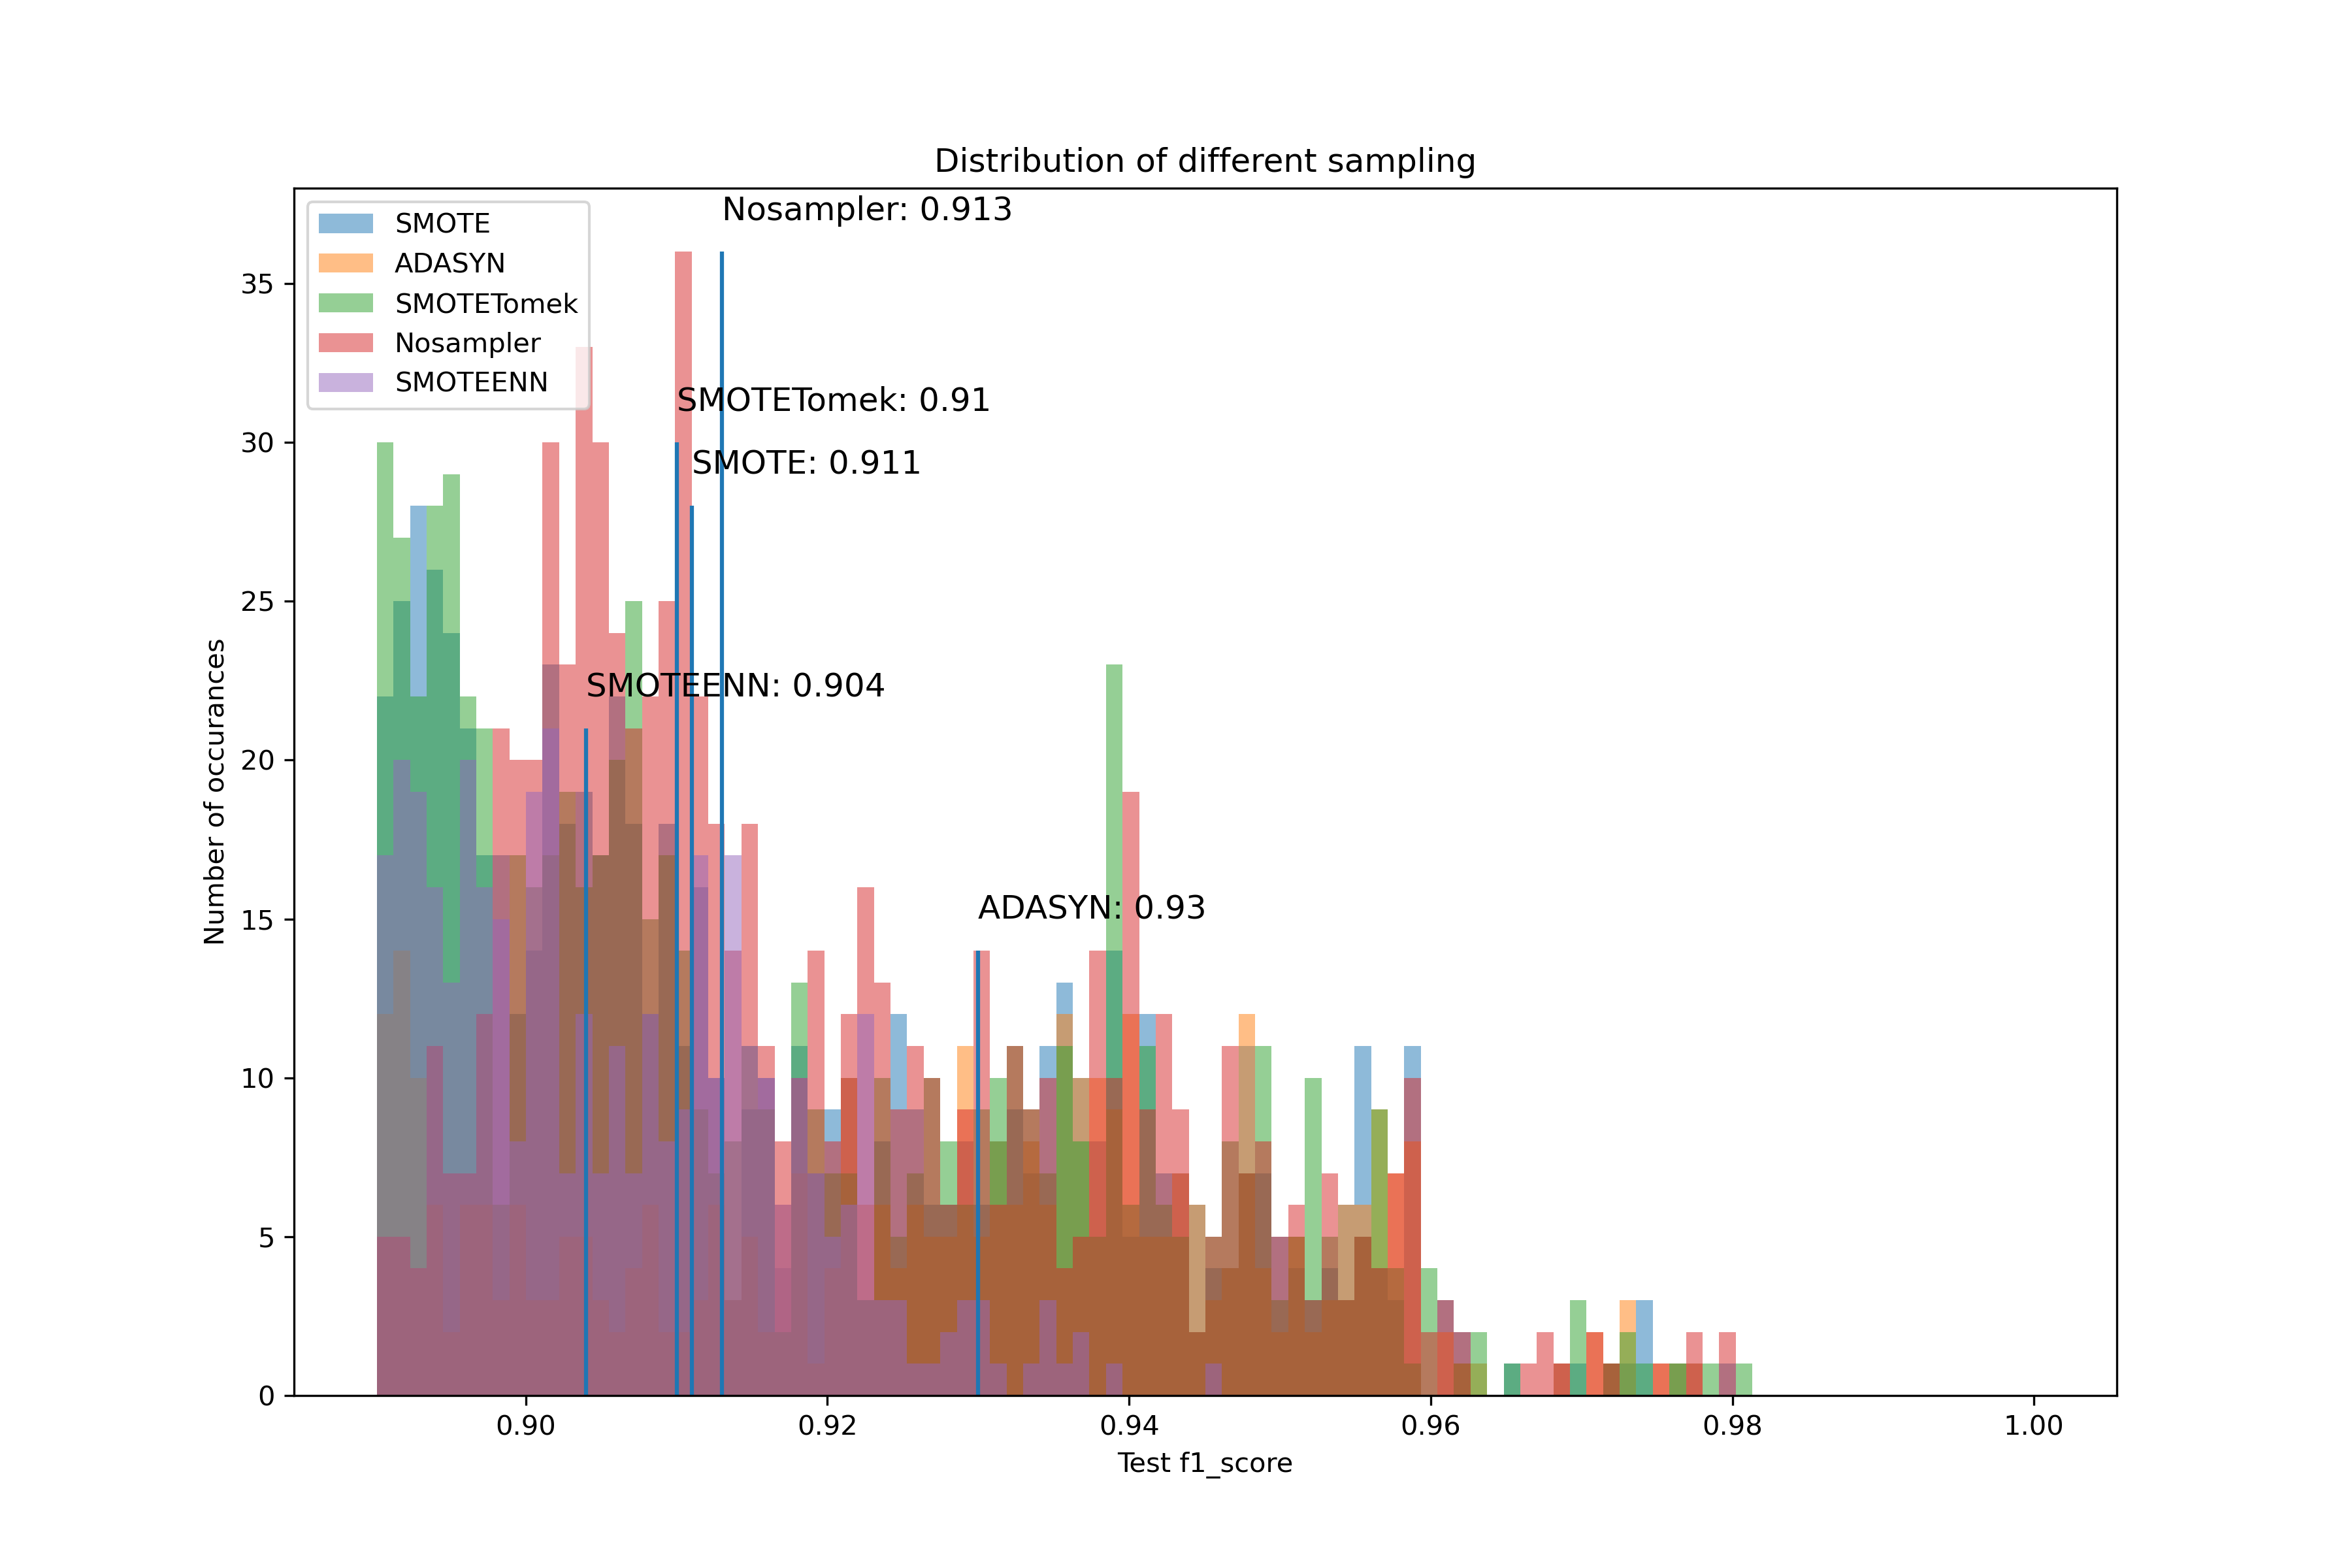 Distribution of different sampling
Nosampler: 0.913
SMOTE
ADASYN
SMOTETomek
Nosampler
SMOTEENN
SMOTETomek: 0.91
SMOTE: 0.911
SMOTEENN: 0.904
ADASYN: 0.93
Number of occurances
35
30
25
20
15
10
5
0
0.90 0.92 0.94 0.96 0.98 1.00
Test f1_score